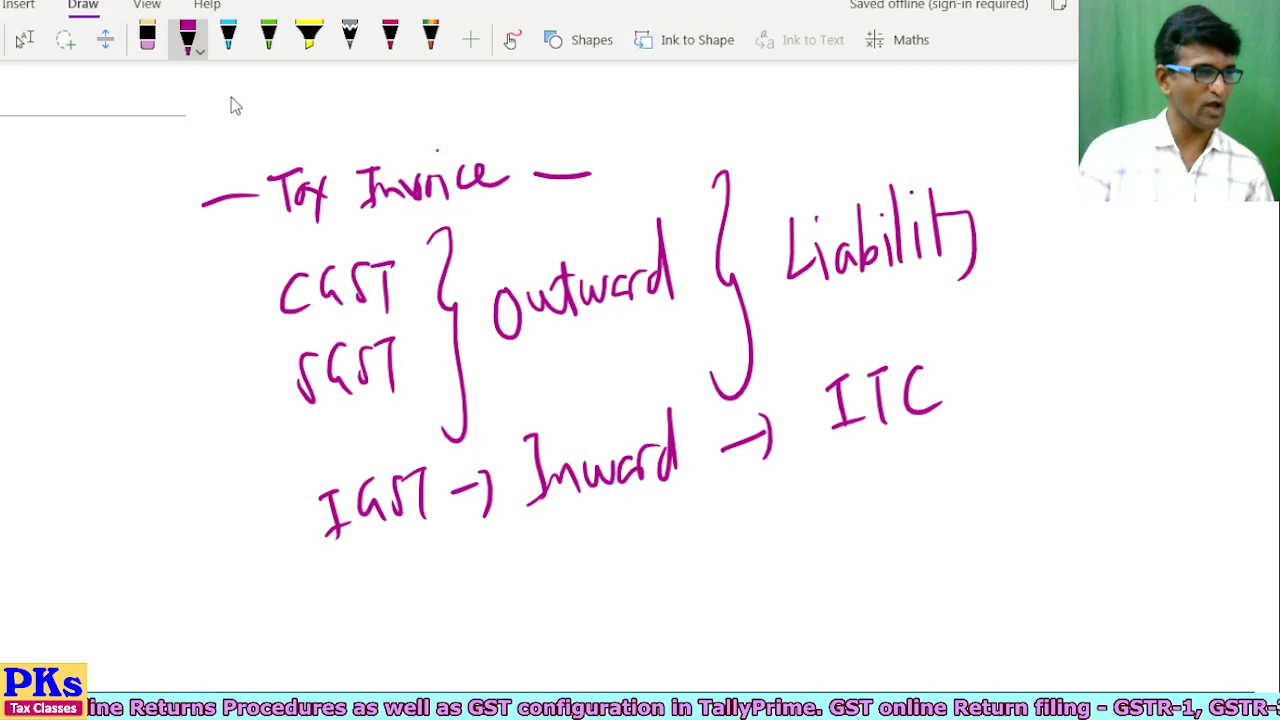 Insert Draw View Help Saved offline (sign-in required)
Shapes Ink to Shape Ink to Text Maths
— Tax Invoice —
CGST
SGST
} Outward } Liability
IGST → Inward → ITC
PKs
Tax Classes
ine Returns Procedures as well as GST configuration in TallyPrime. GST online Return filing - GSTR-1, GSTR-